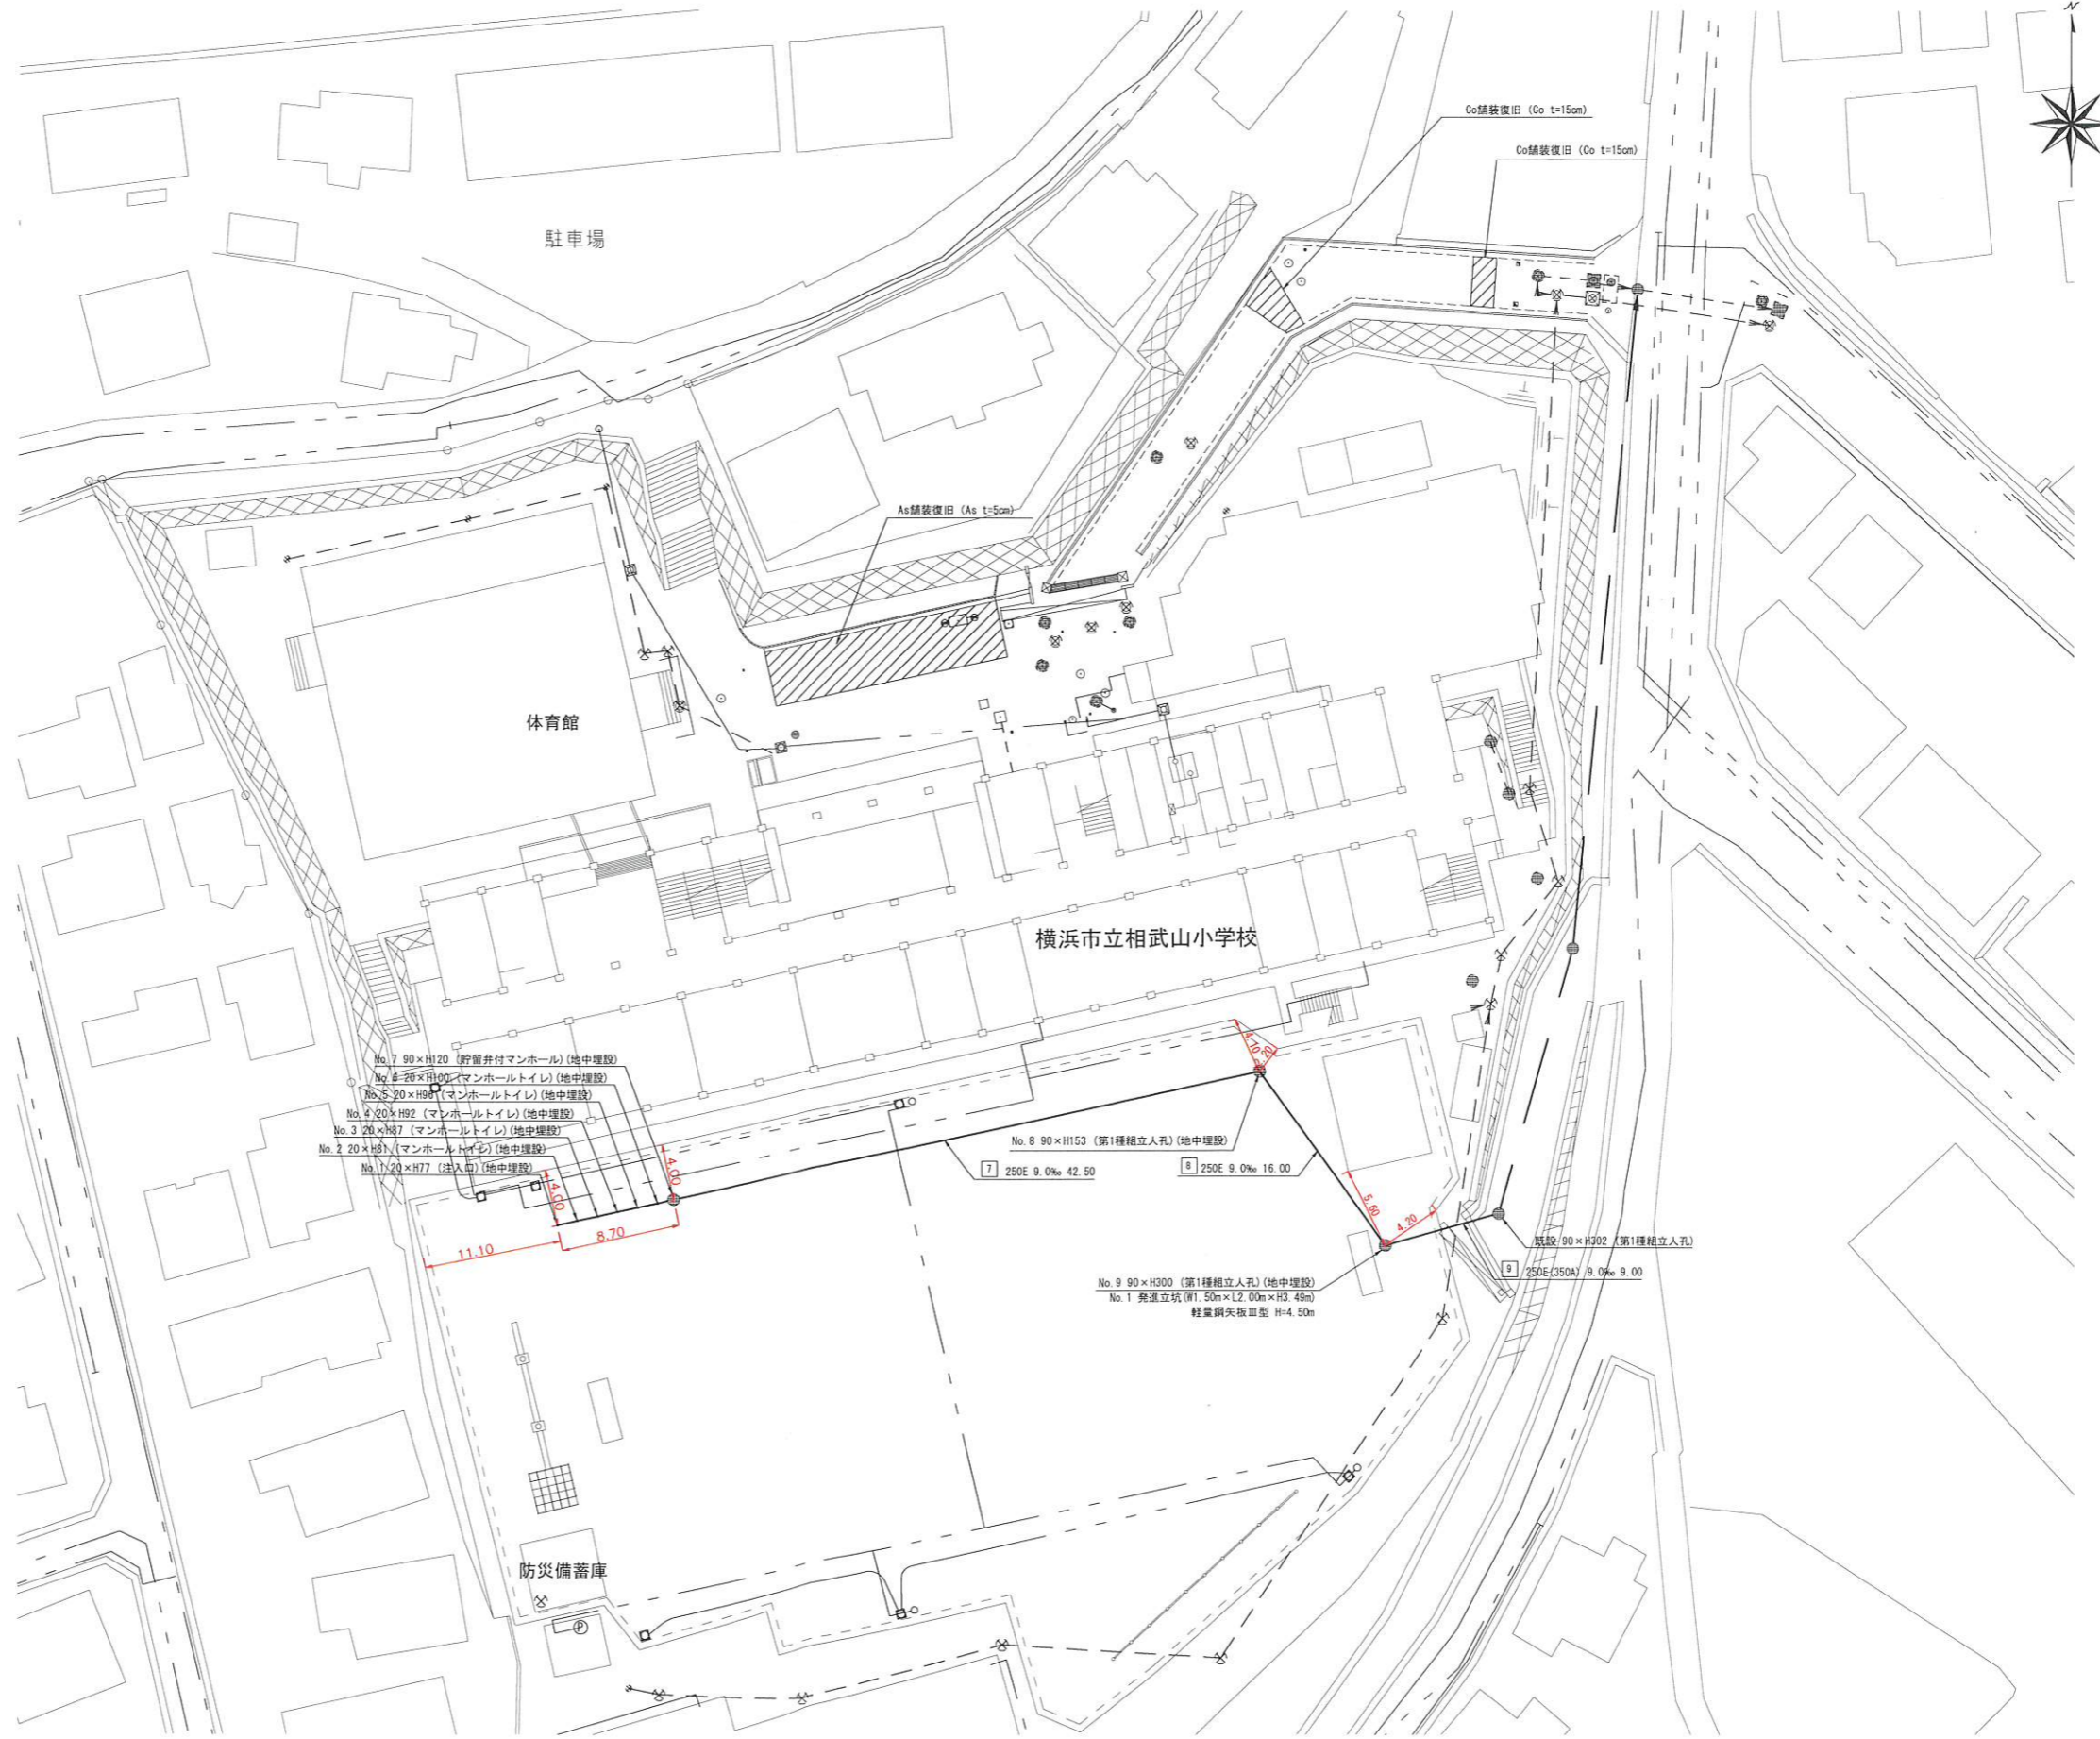 N
Co舗装復旧 (Co t=15cm)
Co舗装復旧 (Co t=15cm)
駐車場
As舗装復旧 (As t=5cm)
体育館
横浜市立相武山小学校
No.7 90×H120 (貯留弁付マンホール)(地中埋設)
No.6 20×H100 (マンホールトイレ)(地中埋設)
No.5 20×H96 (マンホールトイレ)(地中埋設)
No.4 20×H92 (マンホールトイレ)(地中埋設)
No.3 20×H87 (マンホールトイレ)(地中埋設)
No.2 20×H81 (マンホールトイレ)(地中埋設)
No.1 20×H77 (注入口)(地中埋設)
4.00
4.00
11.10
8.70
4.10
No.8 90×H153 (第1種組立人孔)(地中埋設)
7 250E 9.0‰ 42.50
8 250E 9.0‰ 16.00
5.60
4.20
既設 90×H302 (第1種組立人孔)
9 250E(350A) 9.0‰ 9.00
No.9 90×H300 (第1種組立人孔)(地中埋設)
No.1 発進立坑(W1.50m×L2.00m×H3.49m)
軽量鋼矢板Ⅲ型 H=4.50m
防災備蓄庫
P